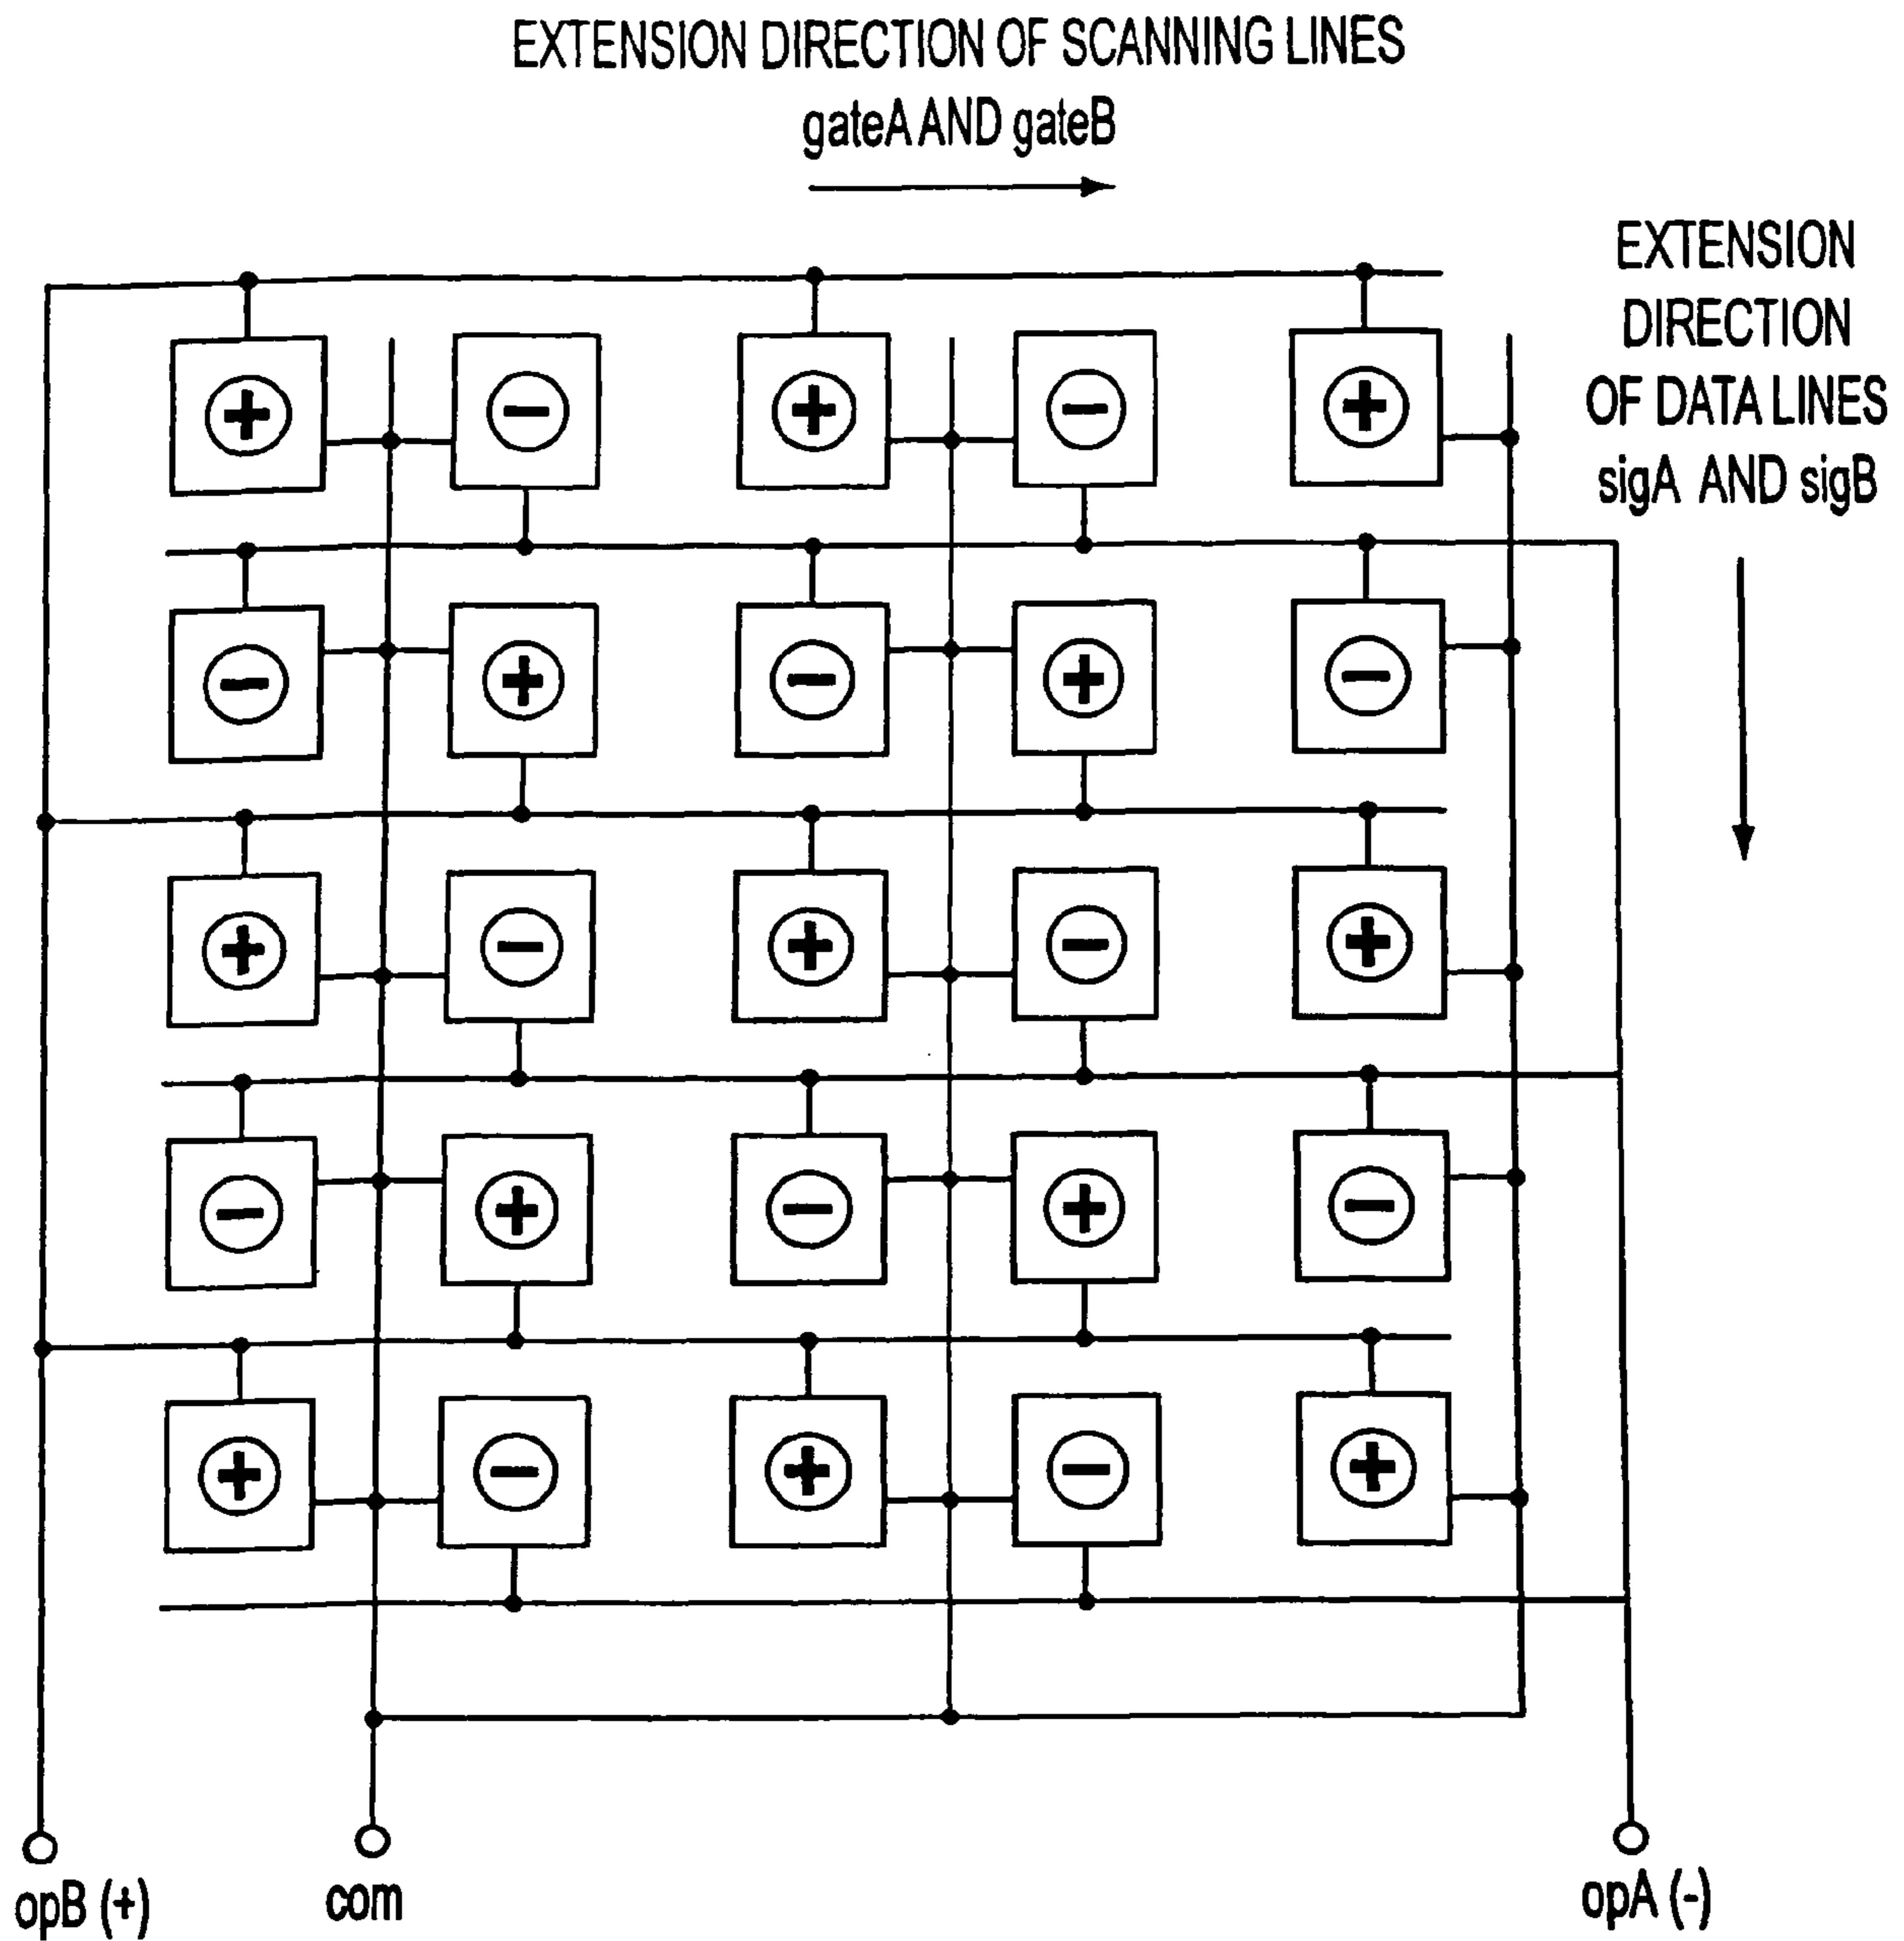 EXTENSION DIRECTION OF SCANNING LINES
gateA AND gateB
EXTENSION
DIRECTION
OF DATA LINES
sigA AND sigB
+ − + − +
− + − + −
+ − + − +
− + − + −
+ − + − +
opB (+)
com
opA (-)